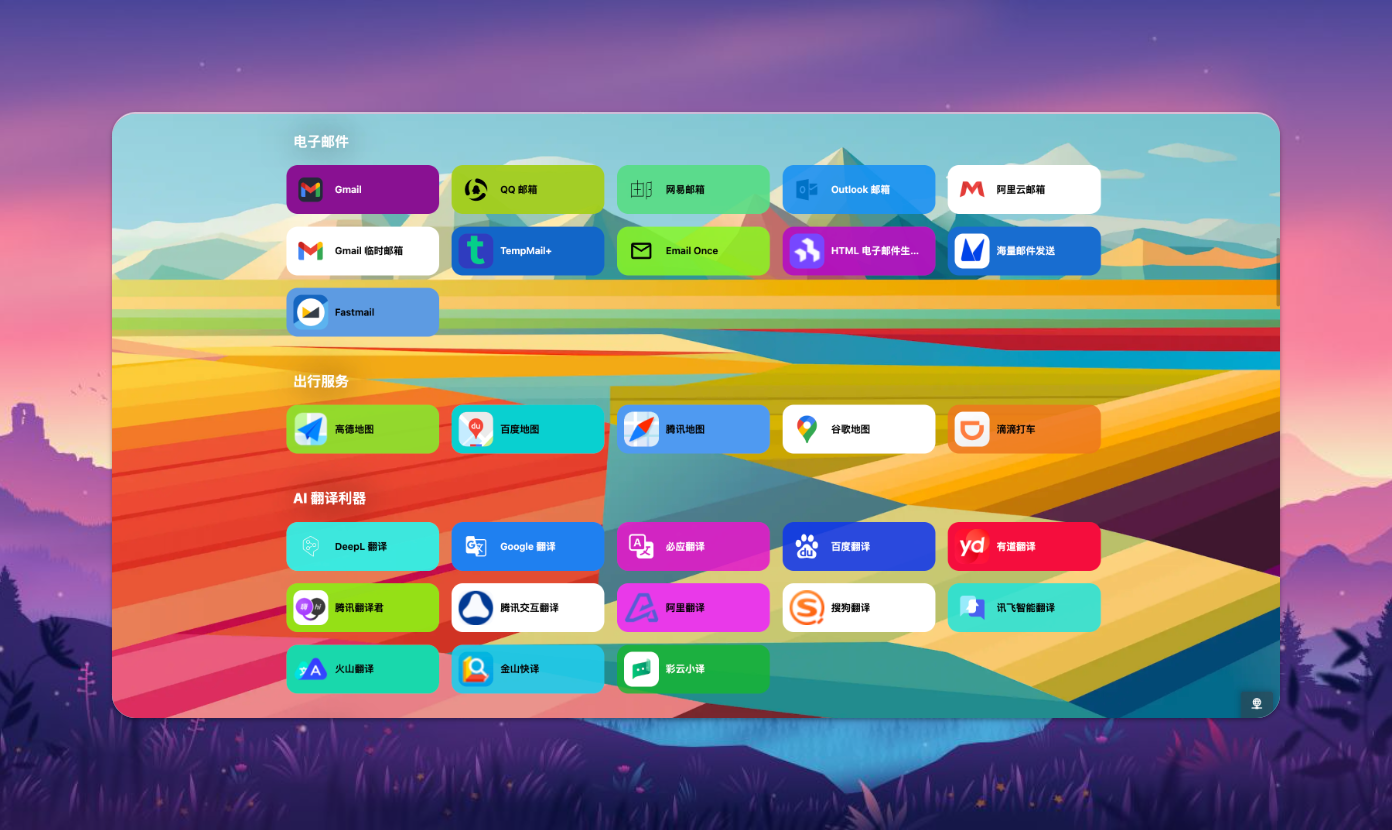 电子邮件
Gmail
QQ 邮箱
网易邮箱
Outlook 邮箱
阿里云邮箱
Gmail 临时邮箱
TempMail+
Email Once
HTML 电子邮件生...
海量邮件发送
Fastmail
出行服务
高德地图
百度地图
腾讯地图
谷歌地图
滴滴打车
AI 翻译利器
DeepL 翻译
Google 翻译
必应翻译
百度翻译
有道翻译
腾讯翻译君
腾讯交互翻译
阿里翻译
搜狗翻译
讯飞智能翻译
火山翻译
金山快译
彩云小译